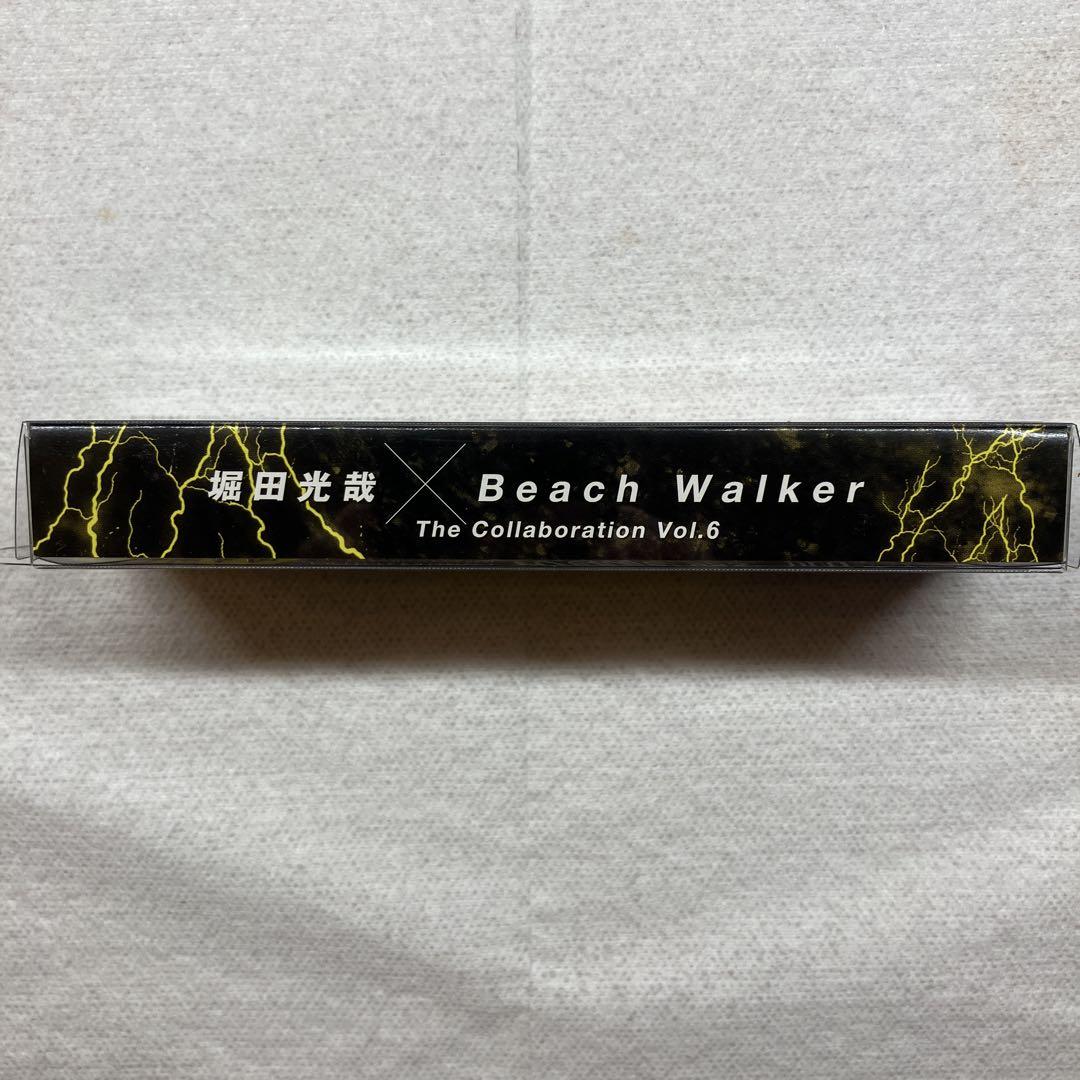 堀田光哉 × Beach Walker
The Collaboration Vol.6